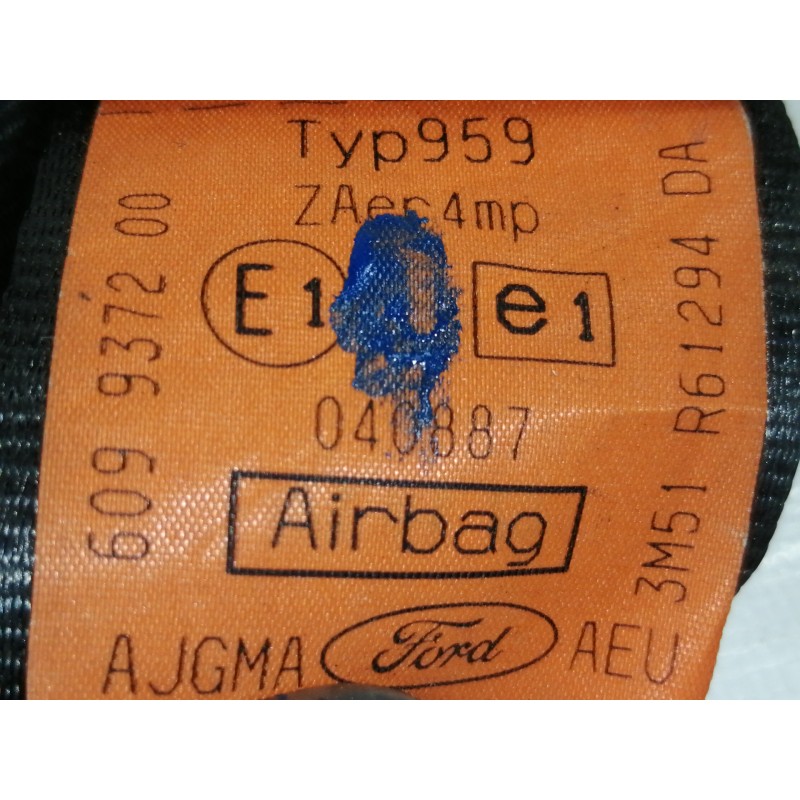 Typ959
ZAer4mp
E1 e1
040887
Airbag
AJGMA Ford AEU
609 9372 00
3M51 R61294 DA